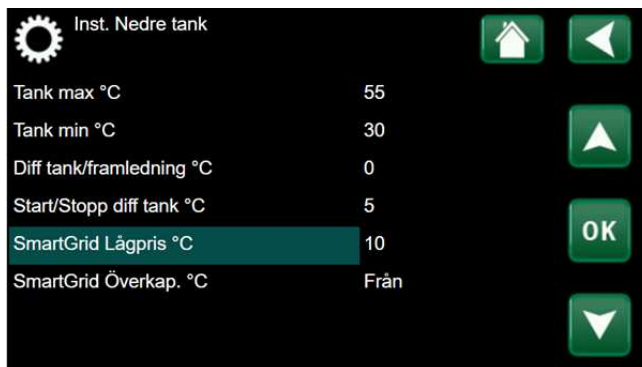 Inst. Nedre tank
Tank max °C 55
Tank min °C 30
Diff tank/framledning °C 0
Start/Stopp diff tank °C 5
SmartGrid Lågpris °C 10
SmartGrid Överkap. °C Från
OK